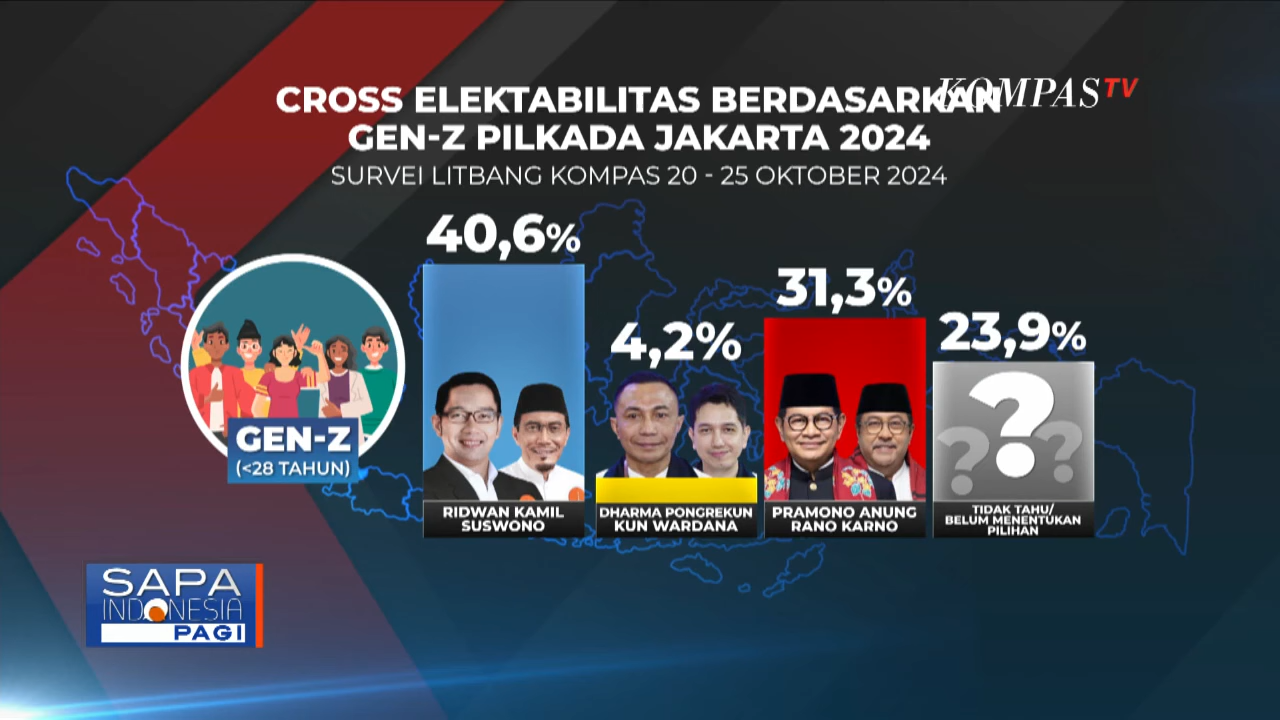 KOMPAS TV
CROSS ELEKTABILITAS BERDASARKAN
GEN-Z PILKADA JAKARTA 2024
SURVEI LITBANG KOMPAS 20 - 25 OKTOBER 2024
40,6%
4,2%
31,3%
23,9%
? ? ?
GEN-Z
(<28 TAHUN)
RIDWAN KAMIL
SUSWONO
DHARMA PONGREKUN
KUN WARDANA
PRAMONO ANUNG
RANO KARNO
TIDAK TAHU/
BELUM MENENTUKAN
PILIHAN
SAPA
INDONESIA
PAGI